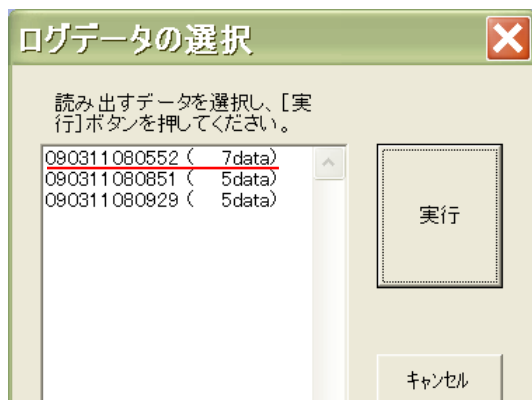 ログデータの選択
読み出すデータを選択し、[実
行]ボタンを押してください。
090311080552 (    7data)
090311080851 (    5data)
090311080929 (    5data)
実行
キャンセル